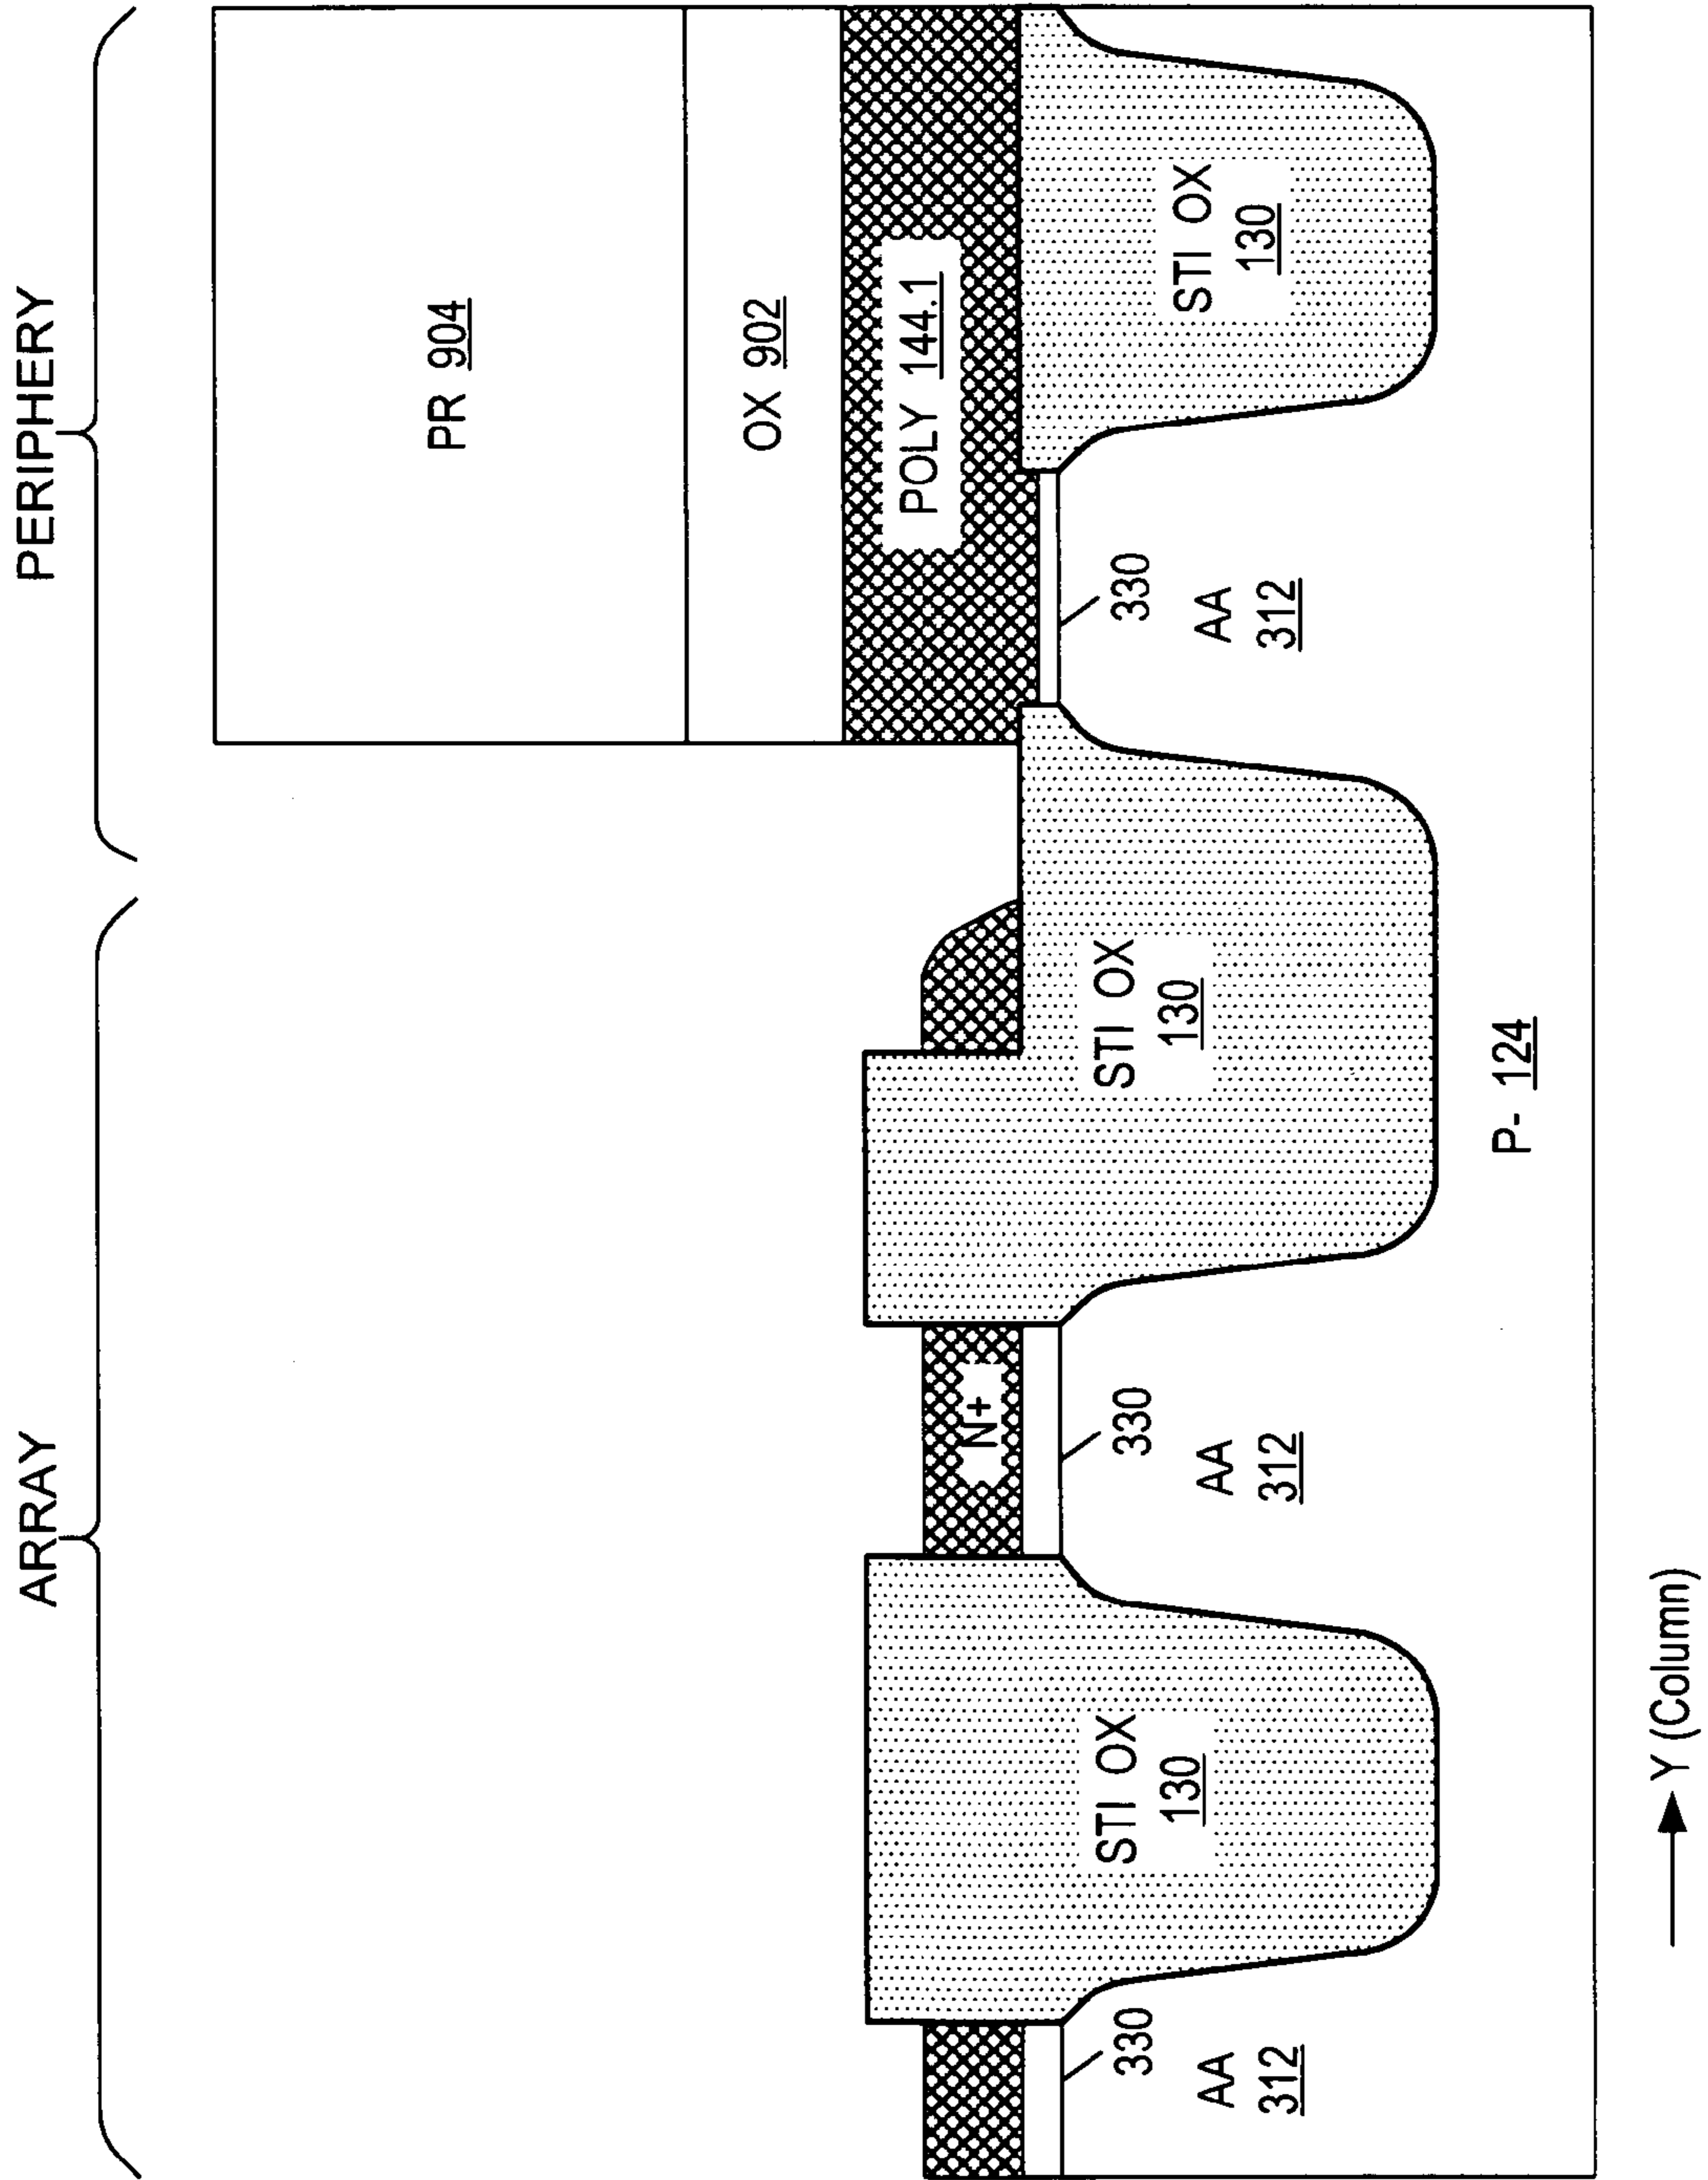 ARRAY
PERIPHERY
PR 904
OX 902
POLY 144.1
N+
330
330
330
AA
312
STI OX
130
AA
312
STI OX
130
AA
312
STI OX
130
P- 124
Y (Column)